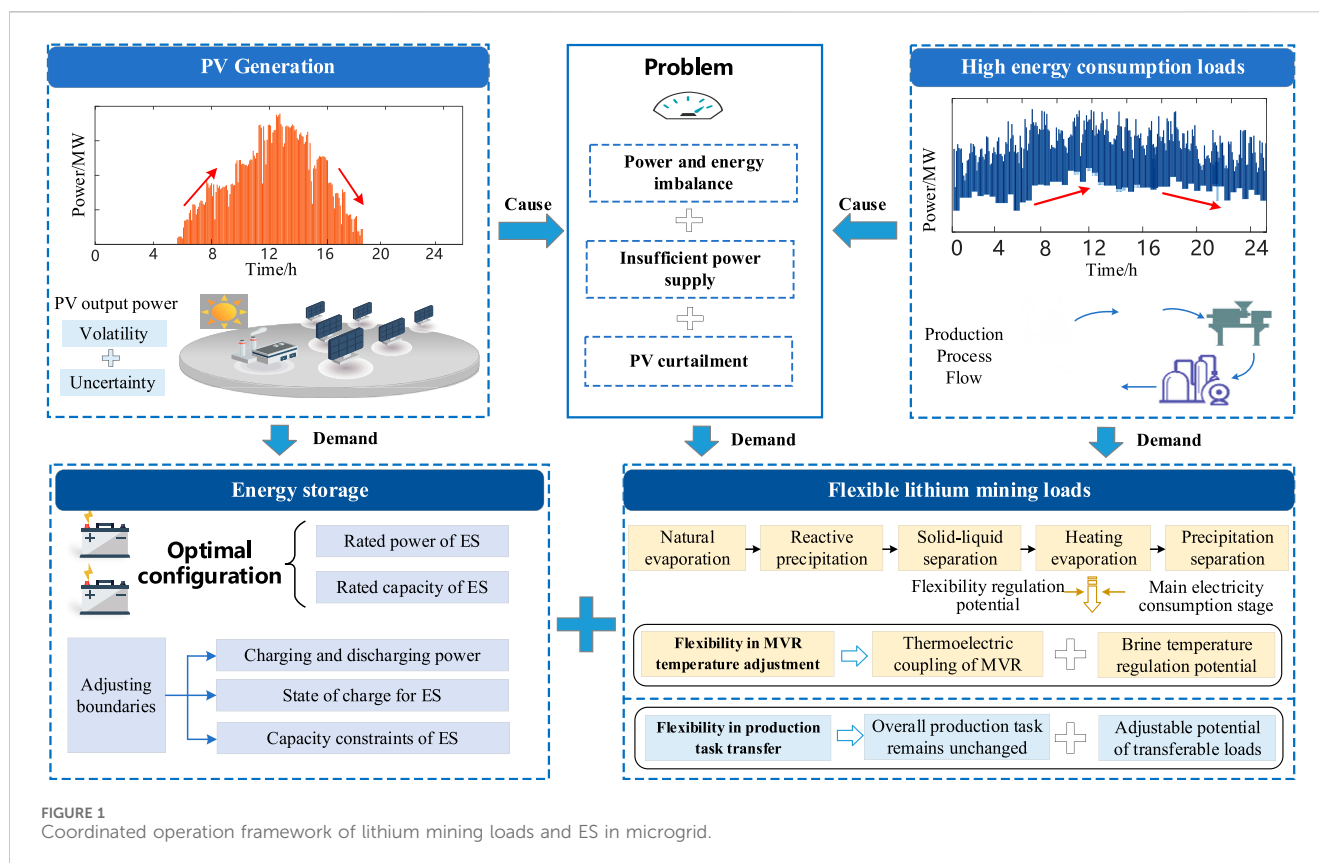 PV Generation
Power/MW
0
4
8
12
16
20
24
Time/h
PV output power
Volatility
Uncertainty
Cause
Problem
Power and energy
imbalance
Insufficient power
supply
PV curtailment
Cause
High energy consumption loads
Power/MW
0
4
8
12
16
20
24
Time/h
Production
Process
Flow
Demand
Demand
Demand
Energy storage
Optimal
configuration
Rated power of ES
Rated capacity of ES
Adjusting
boundaries
Charging and discharging power
State of charge for ES
Capacity constraints of ES
Flexible lithium mining loads
Natural
evaporation
Reactive
precipitation
Solid-liquid
separation
Heating
evaporation
Precipitation
separation
Flexibility regulation
potential
Main electricity
consumption stage
Flexibility in MVR
temperature adjustment
Thermoelectric
coupling of MVR
Brine temperature
regulation potential
Flexibility in production
task transfer
Overall production task
remains unchanged
Adjustable potential
of transferable loads
FIGURE 1
Coordinated operation framework of lithium mining loads and ES in microgrid.